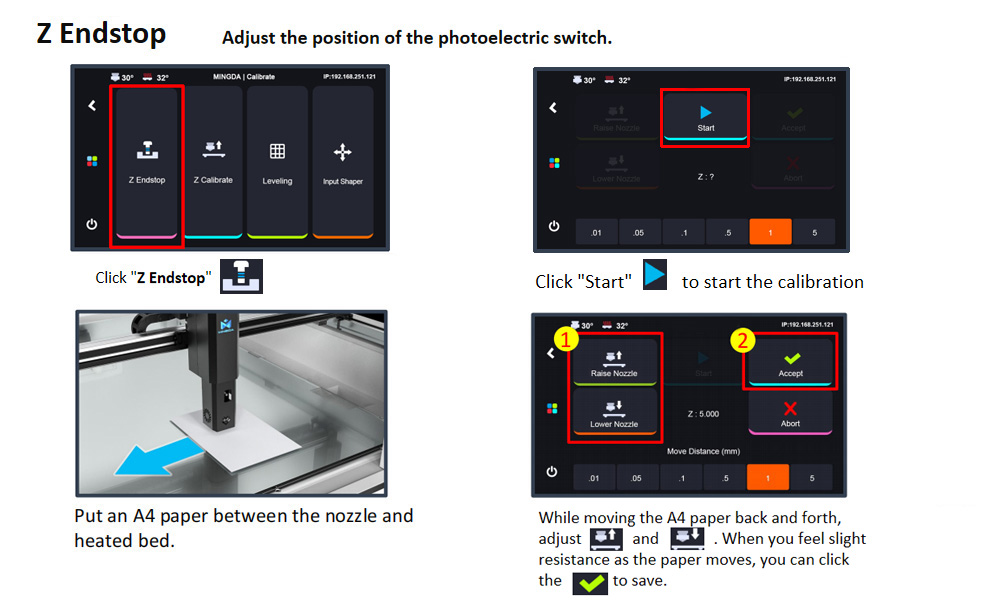 Z Endstop
Adjust the position of the photoelectric switch.
30° 32° MINGDA | Calibrate IP:192.168.251.121
Z Endstop Z Calibrate Leveling Input Shaper
Click "Z Endstop"
30° 32° IP:192.168.251.121
Raise Nozzle Start Accept
Lower Nozzle Z : ? Abort
.01 .05 .1 .5 1 5
Click "Start" to start the calibration
Put an A4 paper between the nozzle and
heated bed.
30° 32° IP:192.168.251.121
1 2
Raise Nozzle Start Accept
Lower Nozzle Z : 5.000 Abort
Move Distance (mm)
.01 .05 .1 .5 1 5
While moving the A4 paper back and forth,
adjust and . When you feel slight
resistance as the paper moves, you can click
the to save.